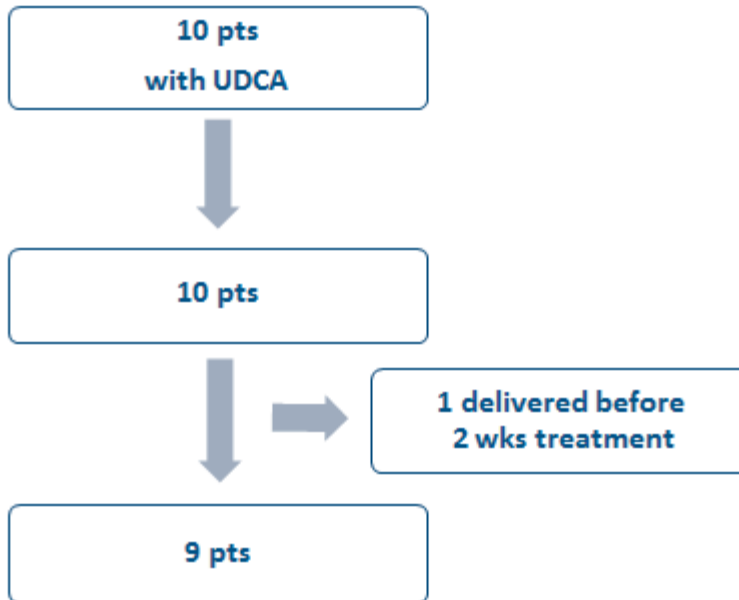 10 pts
with UDCA
10 pts
1 delivered before
2 wks treatment
9 pts